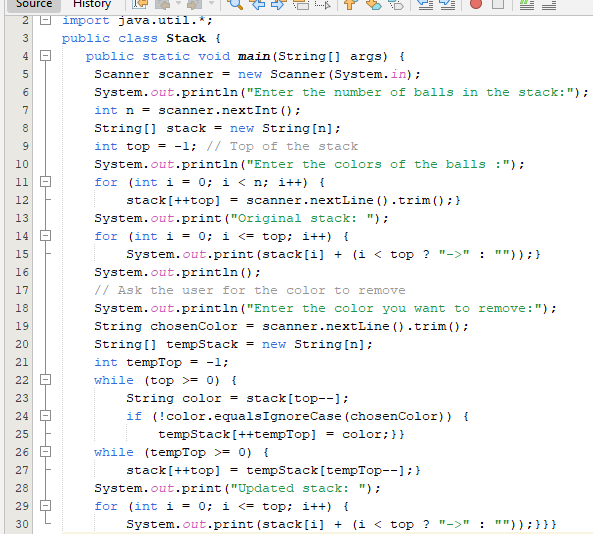 Source History
2 import java.util.*;
3 public class Stack {
4 public static void main(String[] args) {
5 Scanner scanner = new Scanner(System.in);
6 System.out.println("Enter the number of balls in the stack:");
7 int n = scanner.nextInt();
8 String[] stack = new String[n];
9 int top = -1; // Top of the stack
10 System.out.println("Enter the colors of the balls :");
11 for (int i = 0; i < n; i++) {
12 stack[++top] = scanner.nextLine().trim();}
13 System.out.print("Original stack: ");
14 for (int i = 0; i <= top; i++) {
15 System.out.print(stack[i] + (i < top ? "->" : ""));}
16 System.out.println();
17 // Ask the user for the color to remove
18 System.out.println("Enter the color you want to remove:");
19 String chosenColor = scanner.nextLine().trim();
20 String[] tempStack = new String[n];
21 int tempTop = -1;
22 while (top >= 0) {
23 String color = stack[top--];
24 if (!color.equalsIgnoreCase(chosenColor)) {
25 tempStack[++tempTop] = color;}}
26 while (tempTop >= 0) {
27 stack[++top] = tempStack[tempTop--];}
28 System.out.print("Updated stack: ");
29 for (int i = 0; i <= top; i++) {
30 System.out.print(stack[i] + (i < top ? "->" : ""));}}}